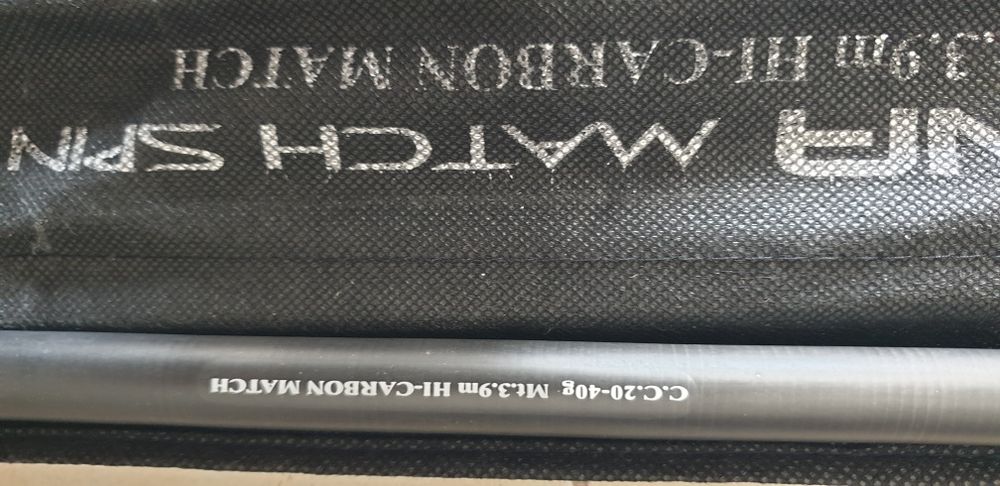 C.C.20-40g Mt.3.9m HI-CARBON MATCH
MATCH SPIN
.3.9m HI-CARBON MATCH